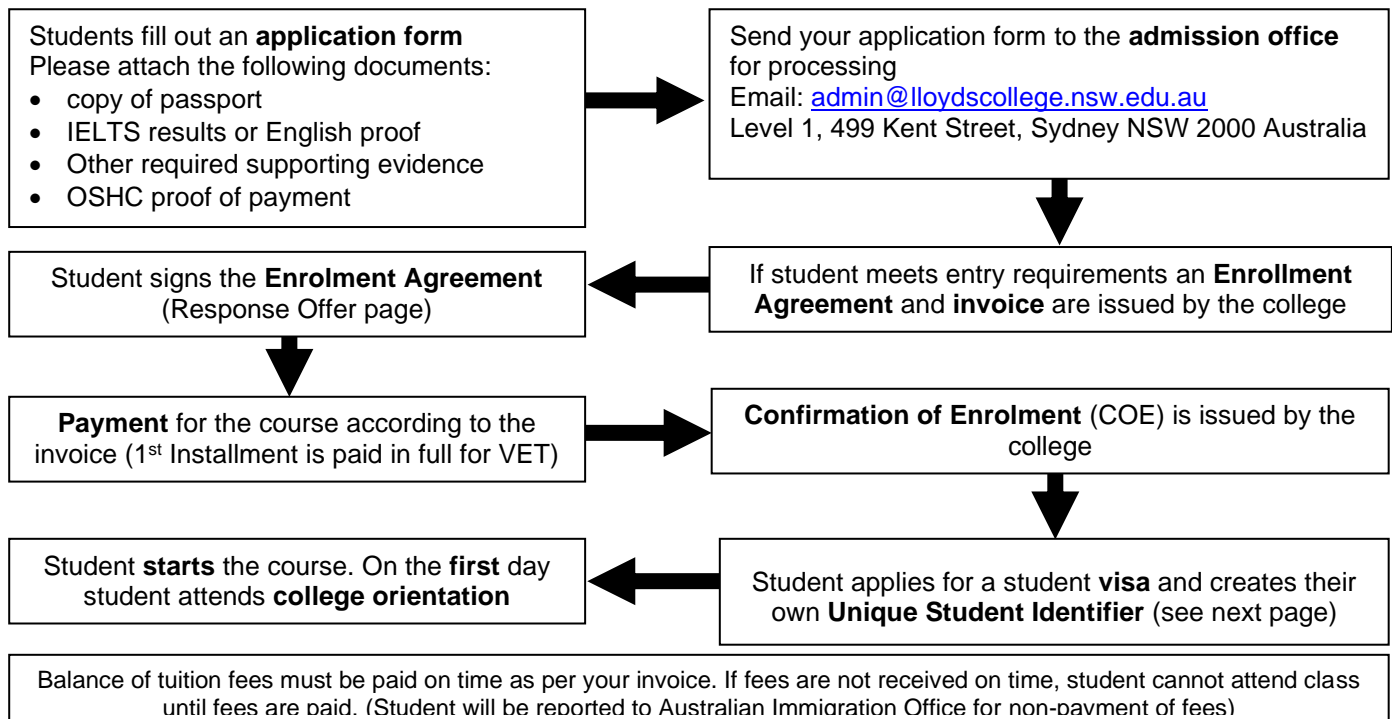 Students fill out an application form
Please attach the following documents:
• copy of passport
• IELTS results or English proof
• Other required supporting evidence
• OSHC proof of payment
Send your application form to the admission office
for processing
Email: admin@lloydscollege.nsw.edu.au
Level 1, 499 Kent Street, Sydney NSW 2000 Australia
If student meets entry requirements an Enrollment
Agreement and invoice are issued by the college
Student signs the Enrolment Agreement
(Response Offer page)
Payment for the course according to the
invoice (1st Installment is paid in full for VET)
Confirmation of Enrolment (COE) is issued by the
college
Student applies for a student visa and creates their
own Unique Student Identifier (see next page)
Student starts the course. On the first day
student attends college orientation
Balance of tuition fees must be paid on time as per your invoice. If fees are not received on time, student cannot attend class
until fees are paid. (Student will be reported to Australian Immigration Office for non-payment of fees)